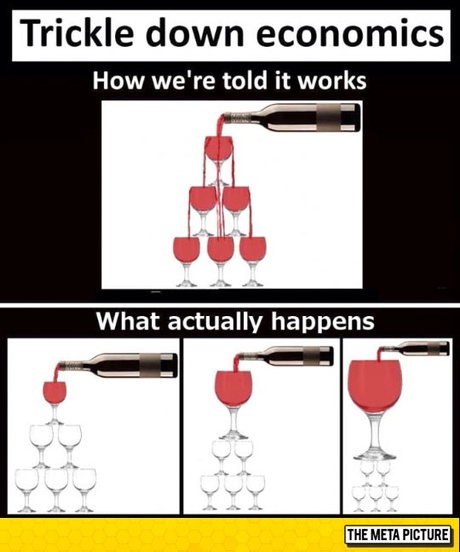 Trickle down economics
How we're told it works
What actually happens
THE META PICTURE